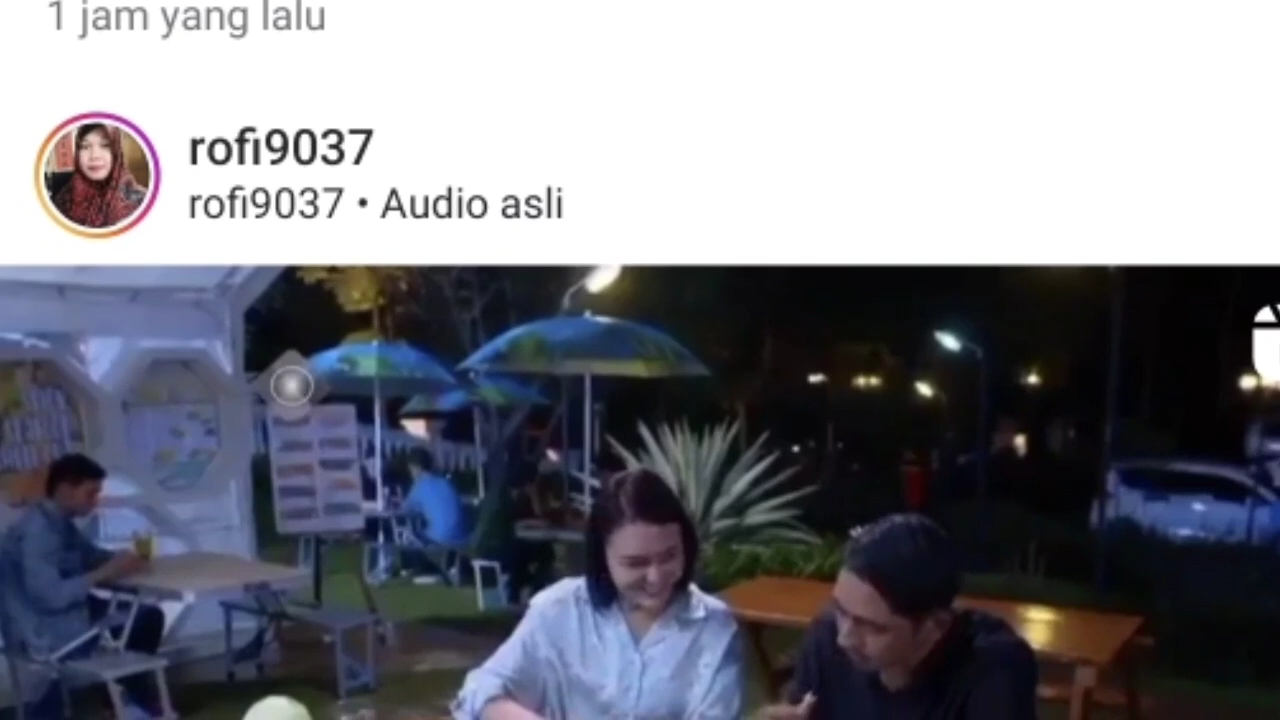 1 jam yang lalu
rofi9037
rofi9037 • Audio asli